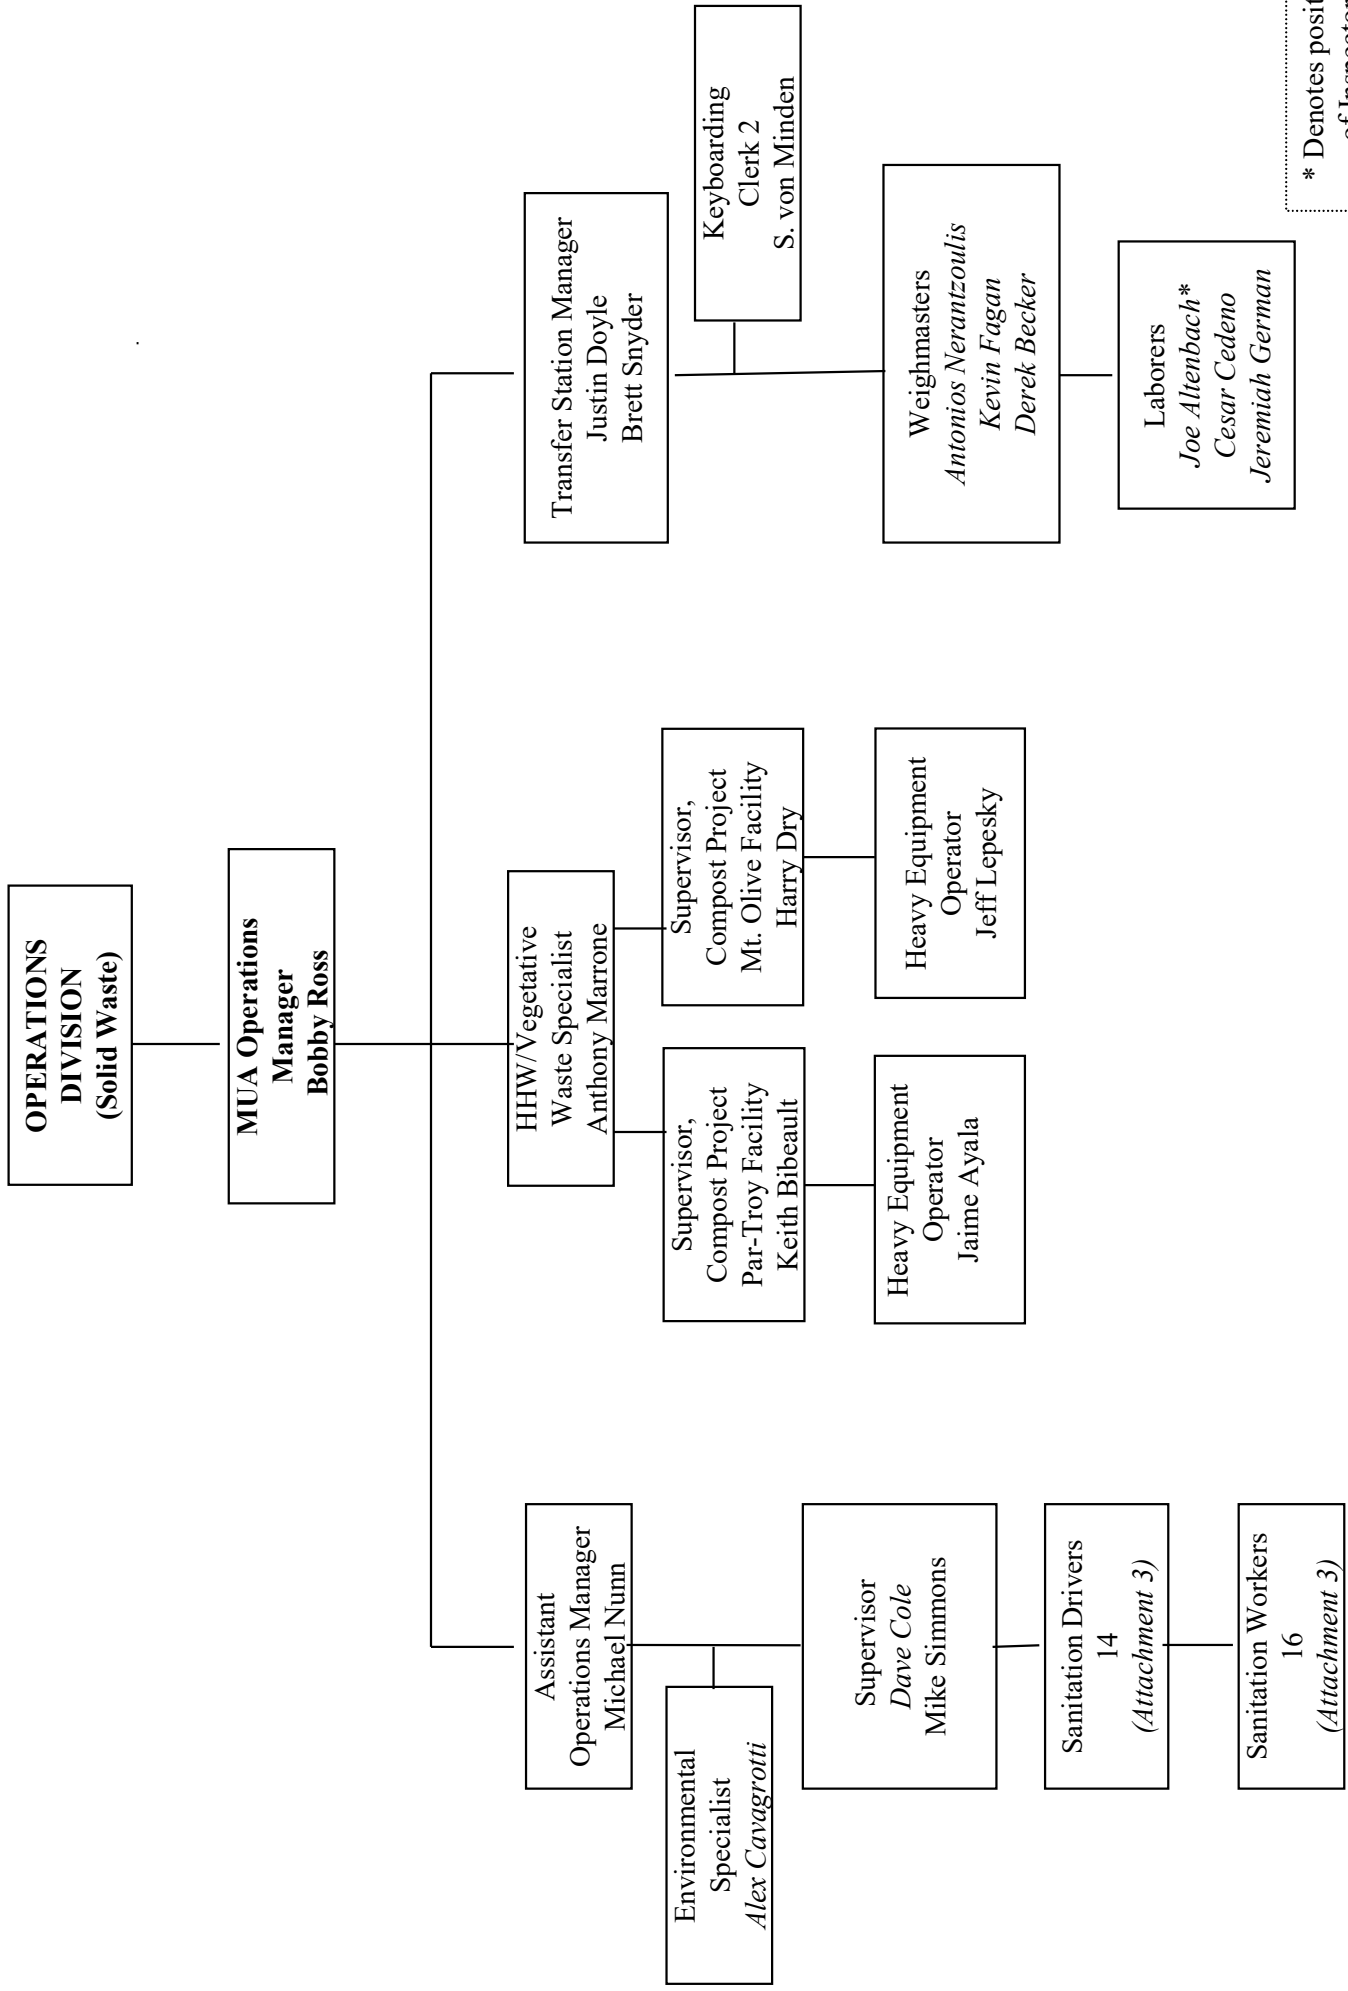 OPERATIONS
DIVISION
(Solid Waste)
MUA Operations
Manager
Bobby Ross
Assistant
Operations Manager
Michael Nunn
Environmental
Specialist
Alex Cavagrotti
Supervisor
Dave Cole
Mike Simmons
Sanitation Drivers
14
(Attachment 3)
Sanitation Workers
16
(Attachment 3)
HHW/Vegetative
Waste Specialist
Anthony Marrone
Supervisor,
Compost Project
Par-Troy Facility
Keith Bibeault
Heavy Equipment
Operator
Jaime Ayala
Supervisor,
Compost Project
Mt. Olive Facility
Harry Dry
Heavy Equipment
Operator
Jeff Lepesky
Transfer Station Manager
Justin Doyle
Brett Snyder
Keyboarding
Clerk 2
S. von Minden
Weighmasters
Antonios Nerantzoulis
Kevin Fagan
Derek Becker
Laborers
Joe Altenbach*
Cesar Cedeno
Jeremiah German
* Denotes posit
of